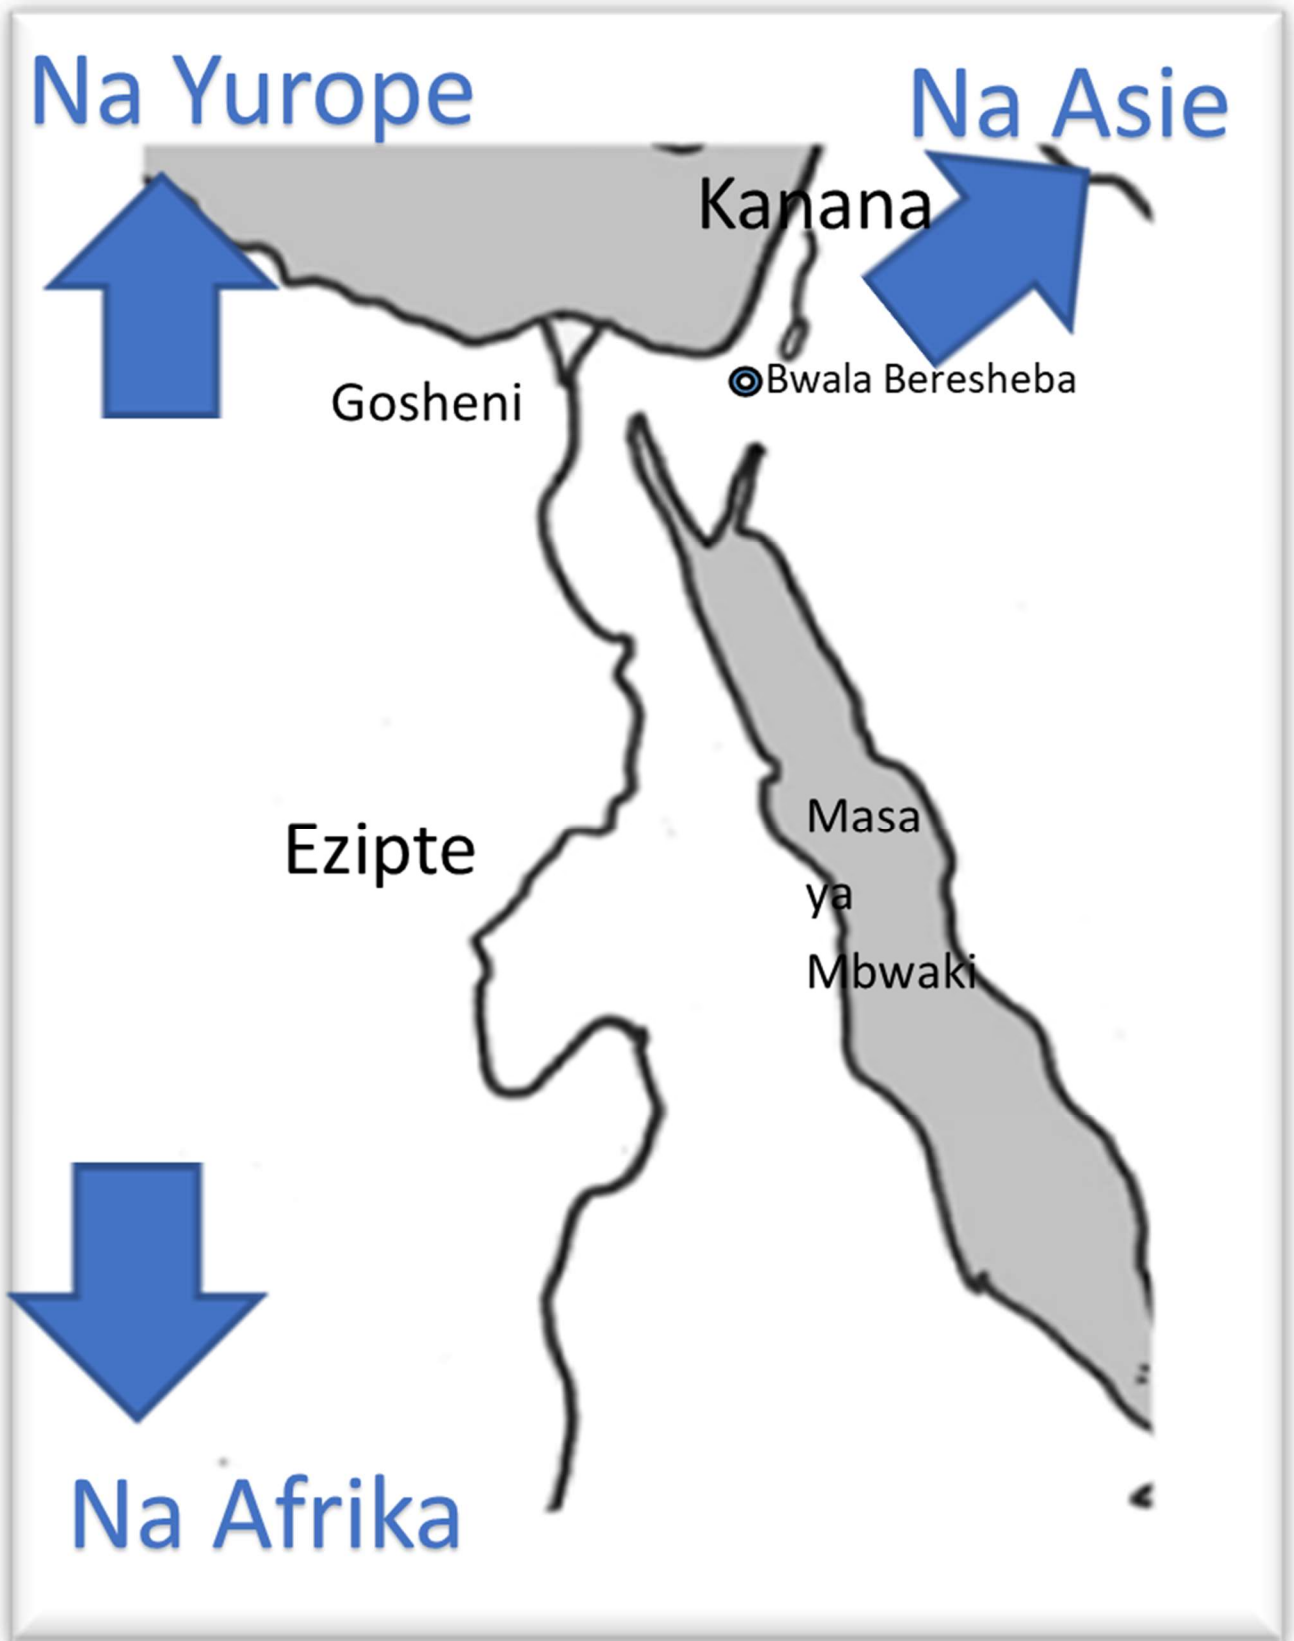 Na Yurope
Na Asie
Kanana
Bwala Beresheba
Gosheni
Ezipte
Masa
ya
Mbwaki
Na Afrika